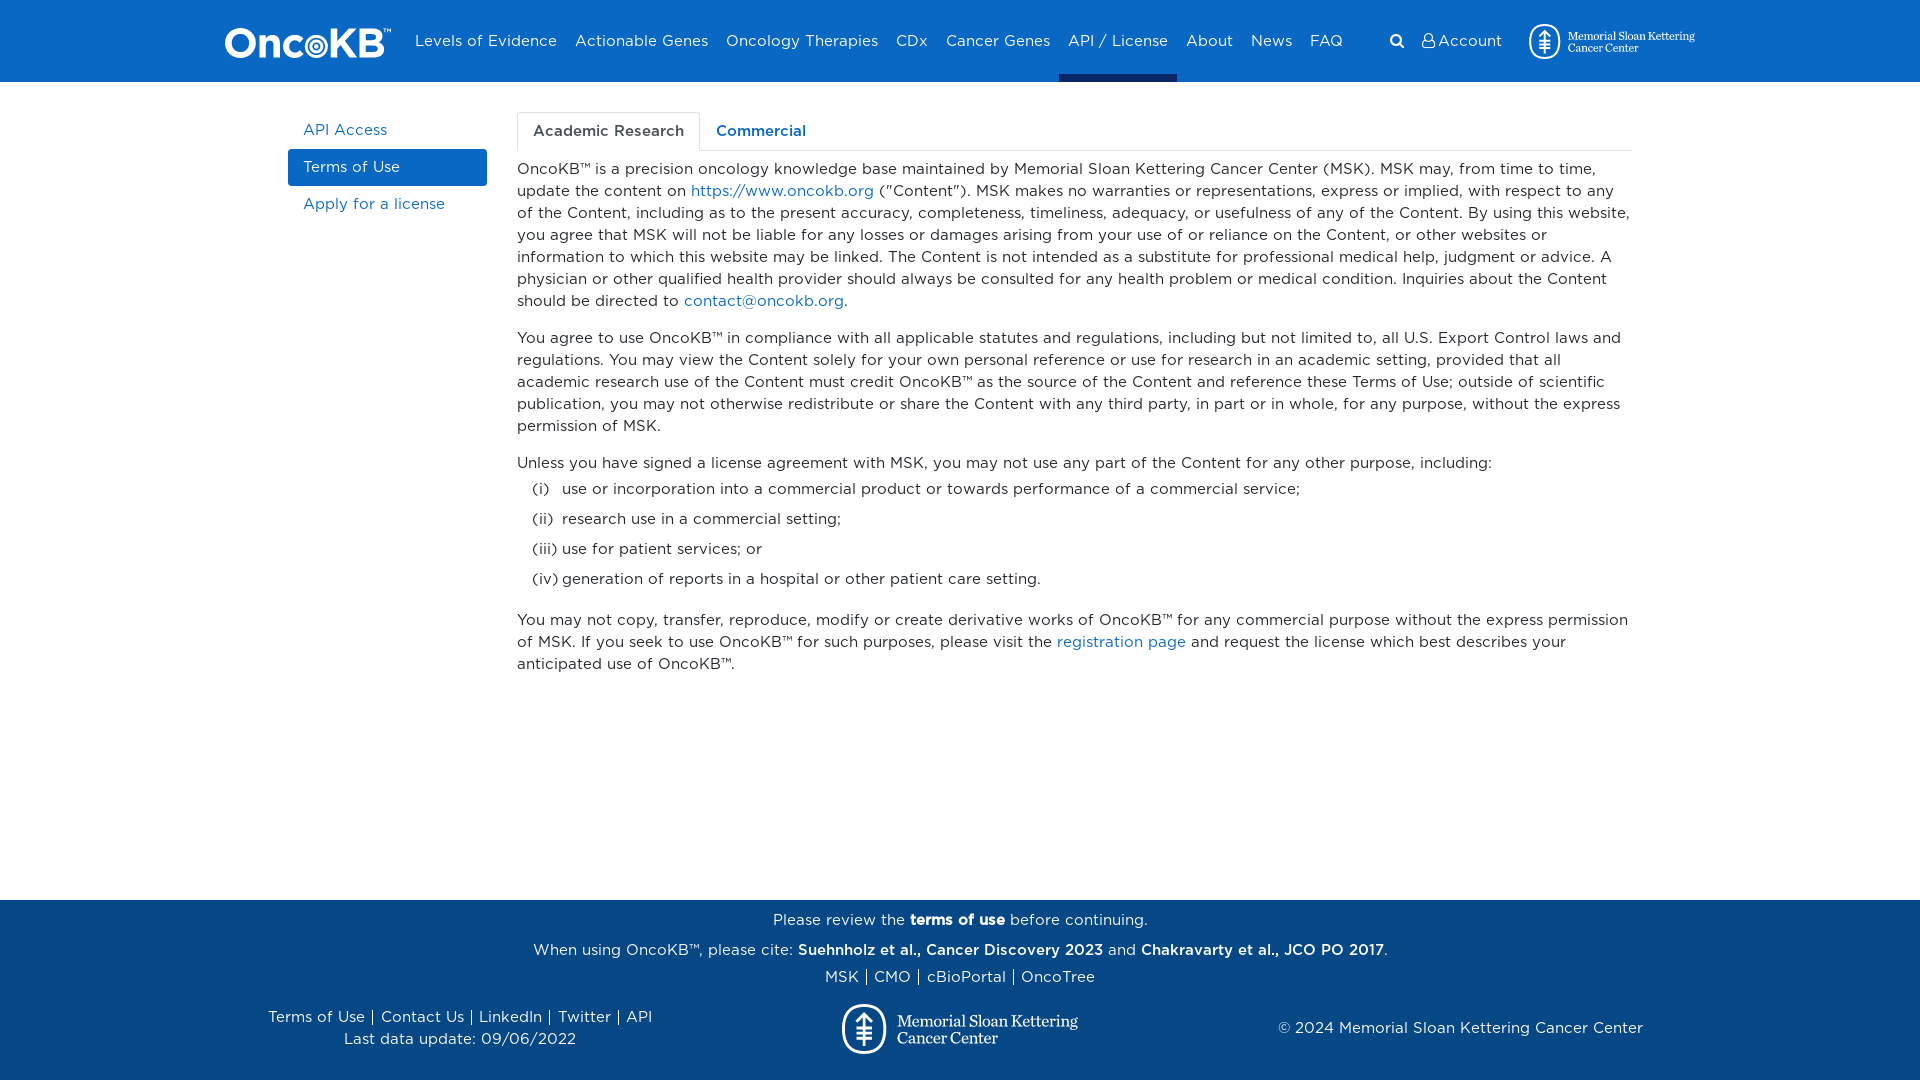 OncoKB™ Levels of Evidence Actionable Genes Oncology Therapies CDx Cancer Genes API / License About News FAQ Account Memorial Sloan Kettering
Cancer Center
API Access
Terms of Use
Apply for a license
Academic Research Commercial
OncoKB™ is a precision oncology knowledge base maintained by Memorial Sloan Kettering Cancer Center (MSK). MSK may, from time to time,
update the content on https://www.oncokb.org ("Content"). MSK makes no warranties or representations, express or implied, with respect to any
of the Content, including as to the present accuracy, completeness, timeliness, adequacy, or usefulness of any of the Content. By using this website,
you agree that MSK will not be liable for any losses or damages arising from your use of or reliance on the Content, or other websites or
information to which this website may be linked. The Content is not intended as a substitute for professional medical help, judgment or advice. A
physician or other qualified health provider should always be consulted for any health problem or medical condition. Inquiries about the Content
should be directed to contact@oncokb.org.
You agree to use OncoKB™ in compliance with all applicable statutes and regulations, including but not limited to, all U.S. Export Control laws and
regulations. You may view the Content solely for your own personal reference or use for research in an academic setting, provided that all
academic research use of the Content must credit OncoKB™ as the source of the Content and reference these Terms of Use; outside of scientific
publication, you may not otherwise redistribute or share the Content with any third party, in part or in whole, for any purpose, without the express
permission of MSK.
Unless you have signed a license agreement with MSK, you may not use any part of the Content for any other purpose, including:
(i) use or incorporation into a commercial product or towards performance of a commercial service;
(ii) research use in a commercial setting;
(iii) use for patient services; or
(iv) generation of reports in a hospital or other patient care setting.
You may not copy, transfer, reproduce, modify or create derivative works of OncoKB™ for any commercial purpose without the express permission
of MSK. If you seek to use OncoKB™ for such purposes, please visit the registration page and request the license which best describes your
anticipated use of OncoKB™.
Please review the terms of use before continuing.
When using OncoKB™, please cite: Suehnholz et al., Cancer Discovery 2023 and Chakravarty et al., JCO PO 2017.
MSK | CMO | cBioPortal | OncoTree
Terms of Use | Contact Us | LinkedIn | Twitter | API
Last data update: 09/06/2022
Memorial Sloan Kettering
Cancer Center
© 2024 Memorial Sloan Kettering Cancer Center